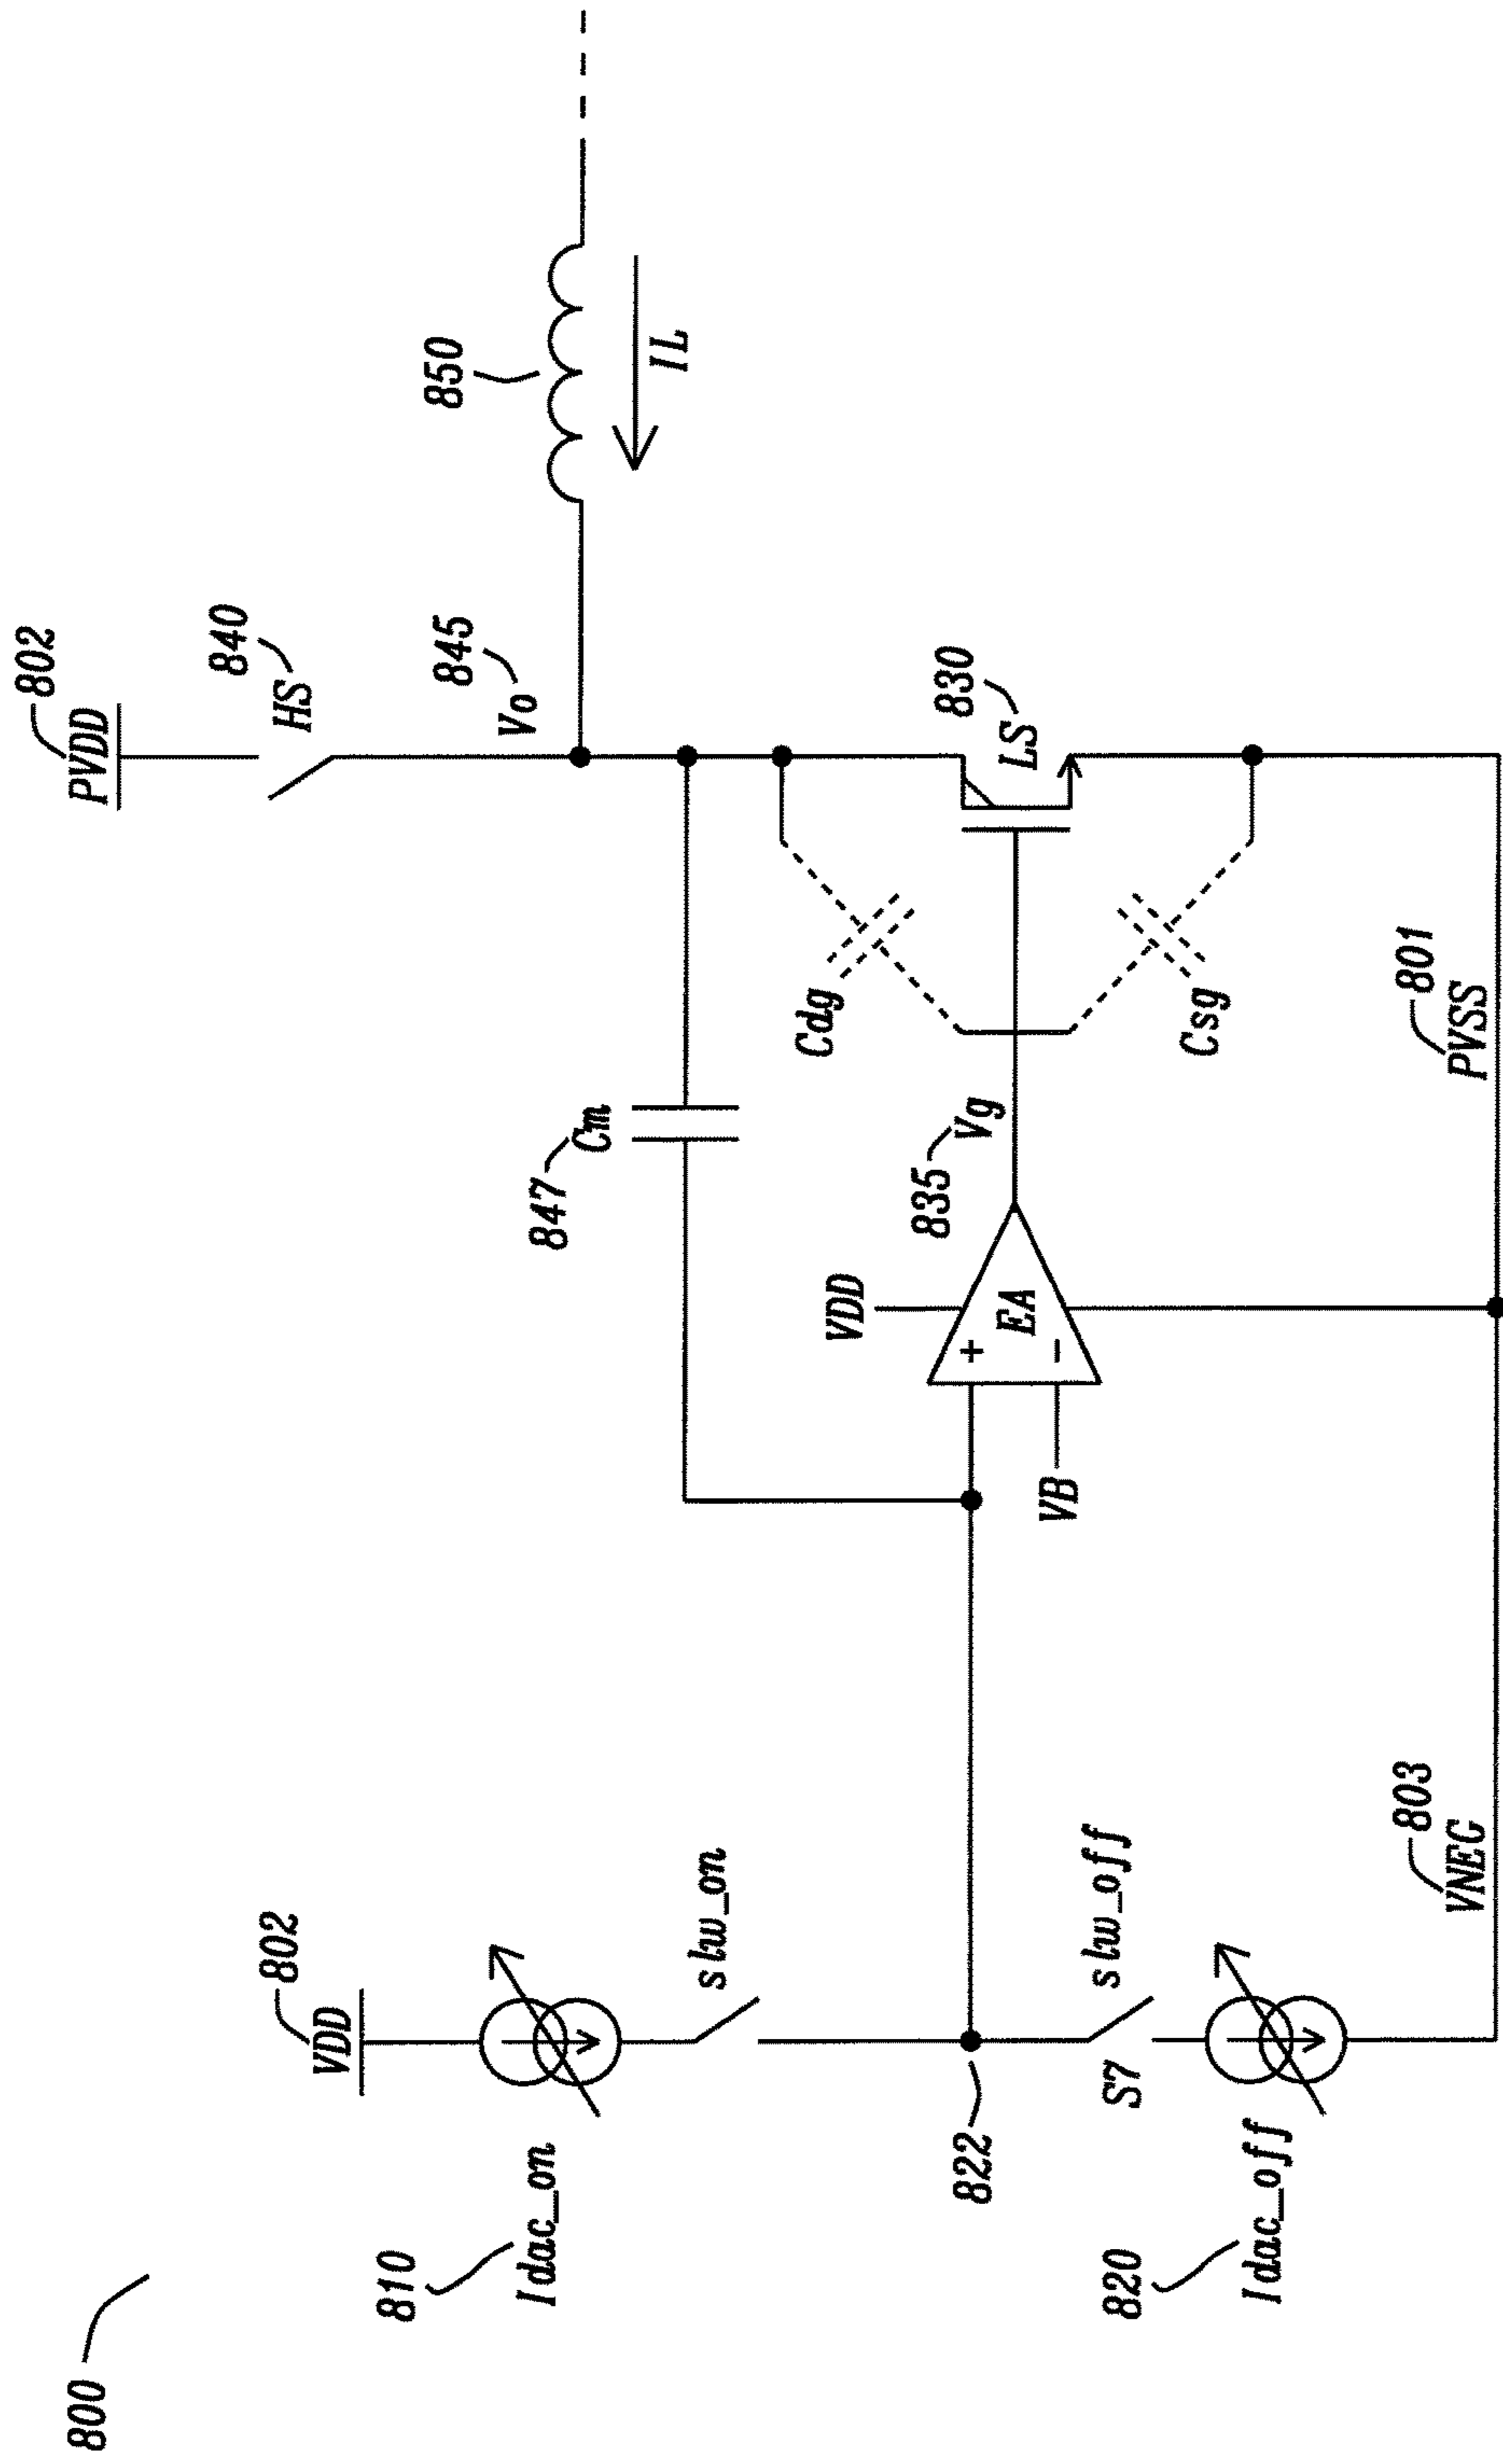 800
802
PVDD
840
HS
845
Vo
850
IL
802
VDD
810
Idac_on
slw_on
847
Cm
VDD
835
Vg
Cdg
830
LS
+
EA
−
VB
822
S7
slw_off
Csg
820
Idac_off
803
VNEG
801
PVSS